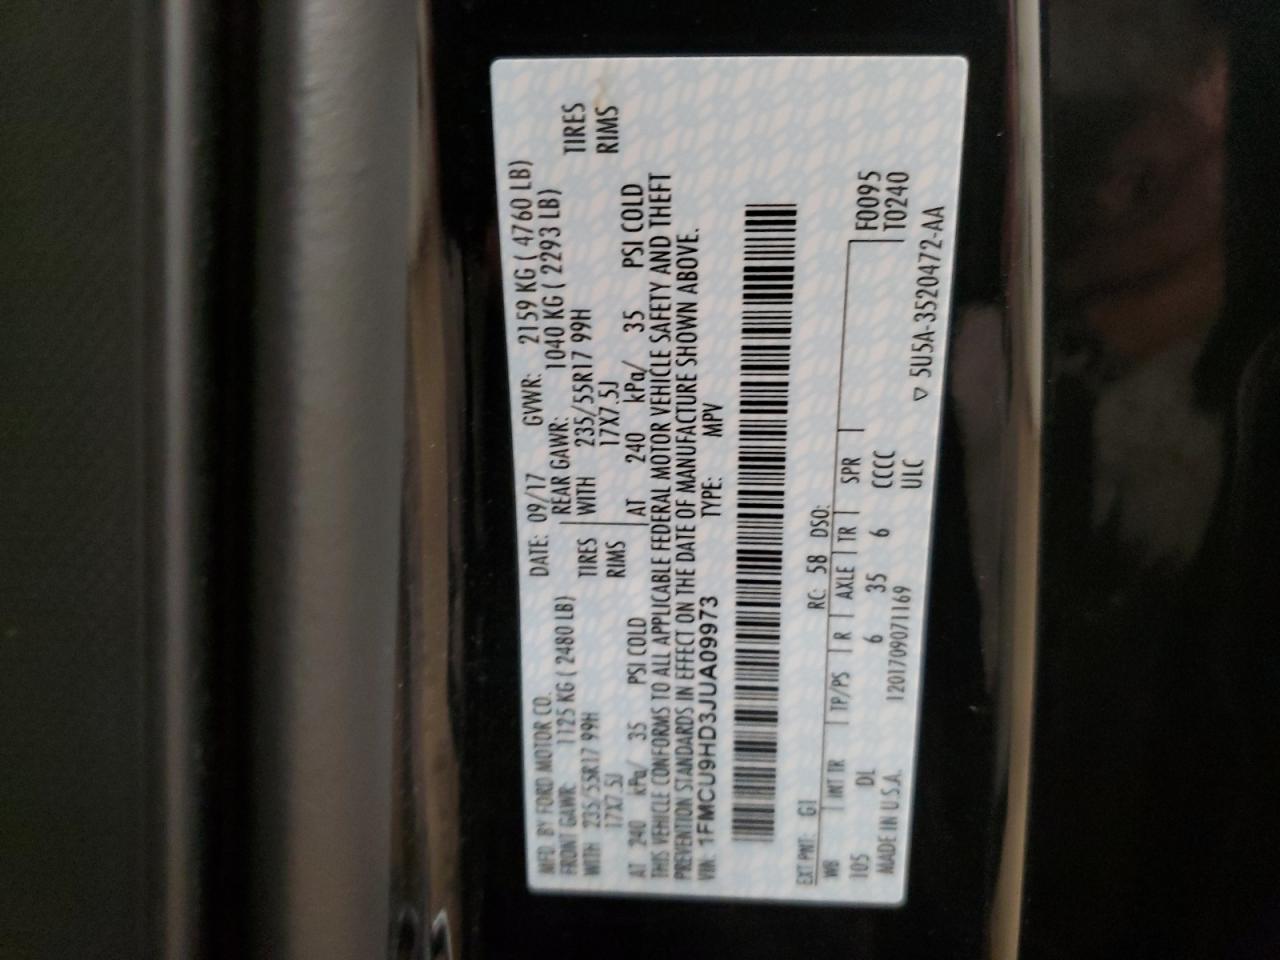 MFD. BY FORD MOTOR CO. DATE: 09/17 GVWR: 2159 KG ( 4760 LB)
FRONT GAWR: 1125 KG ( 2480 LB) REAR GAWR: 1040 KG ( 2293 LB)
WITH 235/55R17 99H TIRES WITH 235/55R17 99H TIRES
17X7.5J RIMS 17X7.5J RIMS
AT 240 kPa/ 35 PSI COLD AT 240 kPa/ 35 PSI COLD
THIS VEHICLE CONFORMS TO ALL APPLICABLE FEDERAL MOTOR VEHICLE SAFETY AND THEFT
PREVENTION STANDARDS IN EFFECT ON THE DATE OF MANUFACTURE SHOWN ABOVE.
VIN: 1FMCU9HD3JUA09973 TYPE: MPV
EXT PNT: G1 RC: 58 DSO:
WB INT TR TP/PS R AXLE TR SPR F0095
105 DL 6 35 6 CCCC T0240
MADE IN U.S.A. 1201709071169 ULC
▽ 5U5A-3520472-AA